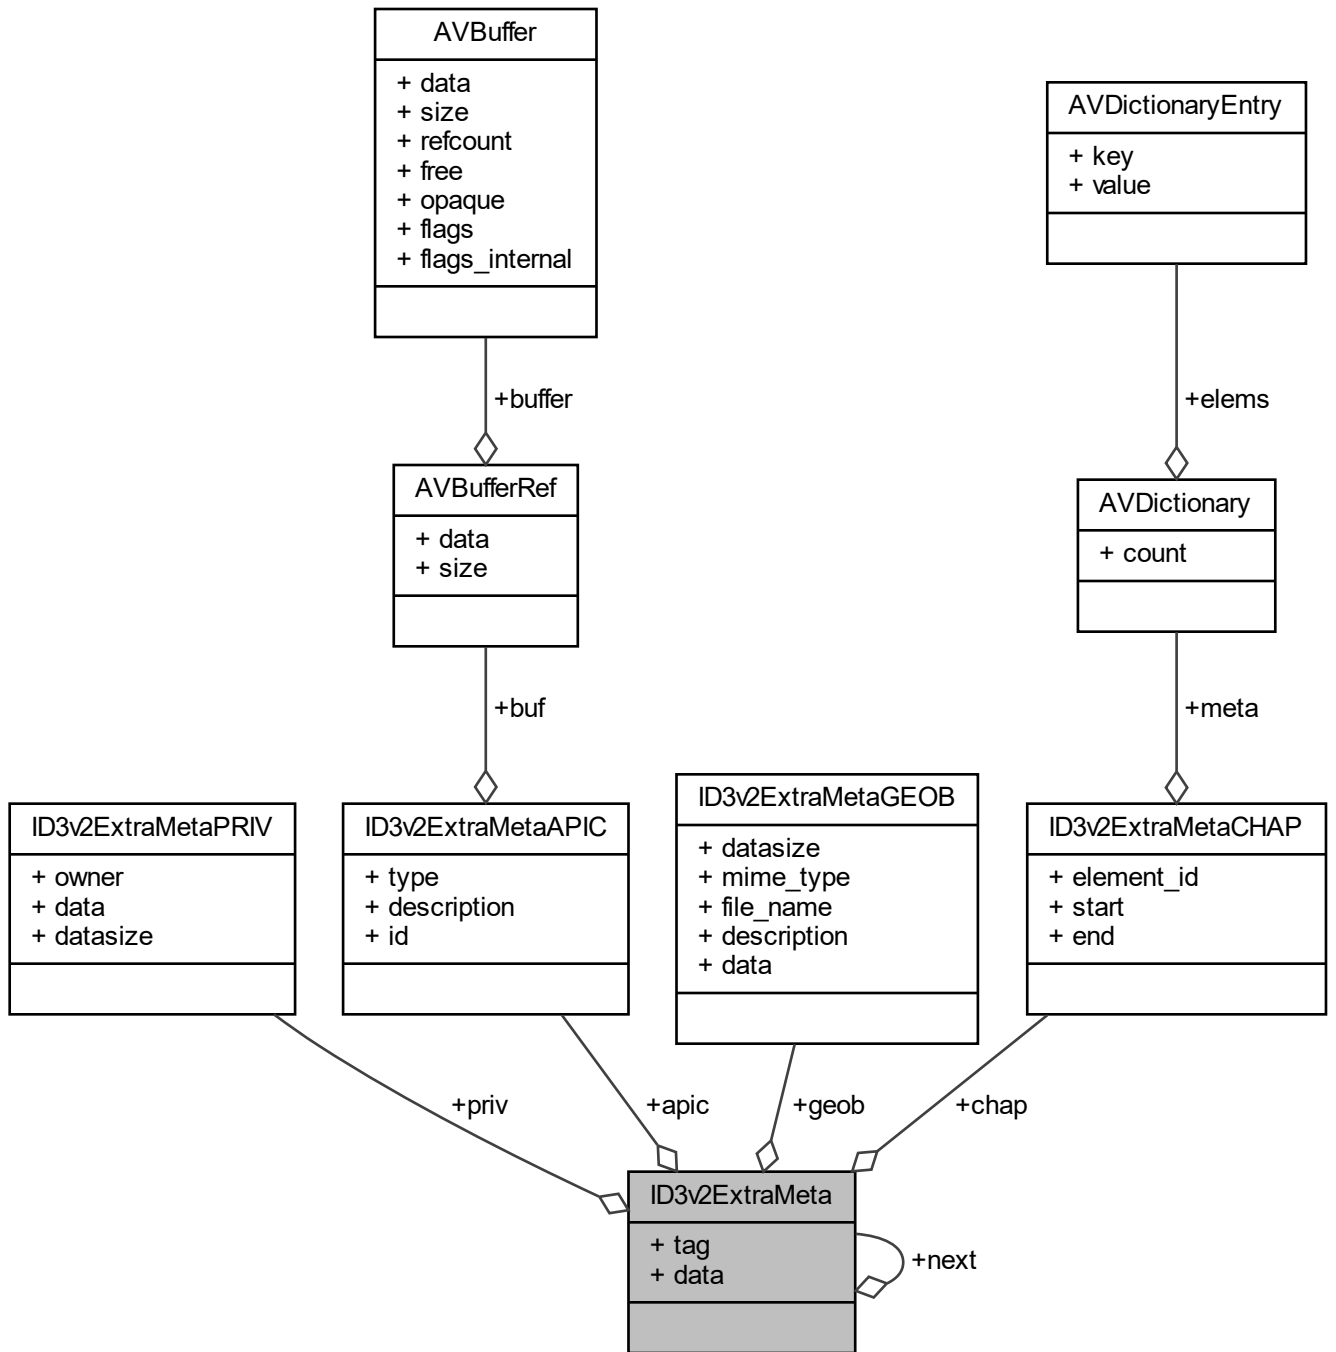 AVBuffer
+ data
+ size
+ refcount
+ free
+ opaque
+ flags
+ flags_internal
AVDictionaryEntry
+ key
+ value
+buffer
+elems
AVBufferRef
+ data
+ size
AVDictionary
+ count
+buf
+meta
ID3v2ExtraMetaPRIV
+ owner
+ data
+ datasize
ID3v2ExtraMetaAPIC
+ type
+ description
+ id
ID3v2ExtraMetaGEOB
+ datasize
+ mime_type
+ file_name
+ description
+ data
ID3v2ExtraMetaCHAP
+ element_id
+ start
+ end
+priv
+apic
+geob
+chap
ID3v2ExtraMeta
+ tag
+ data
+next